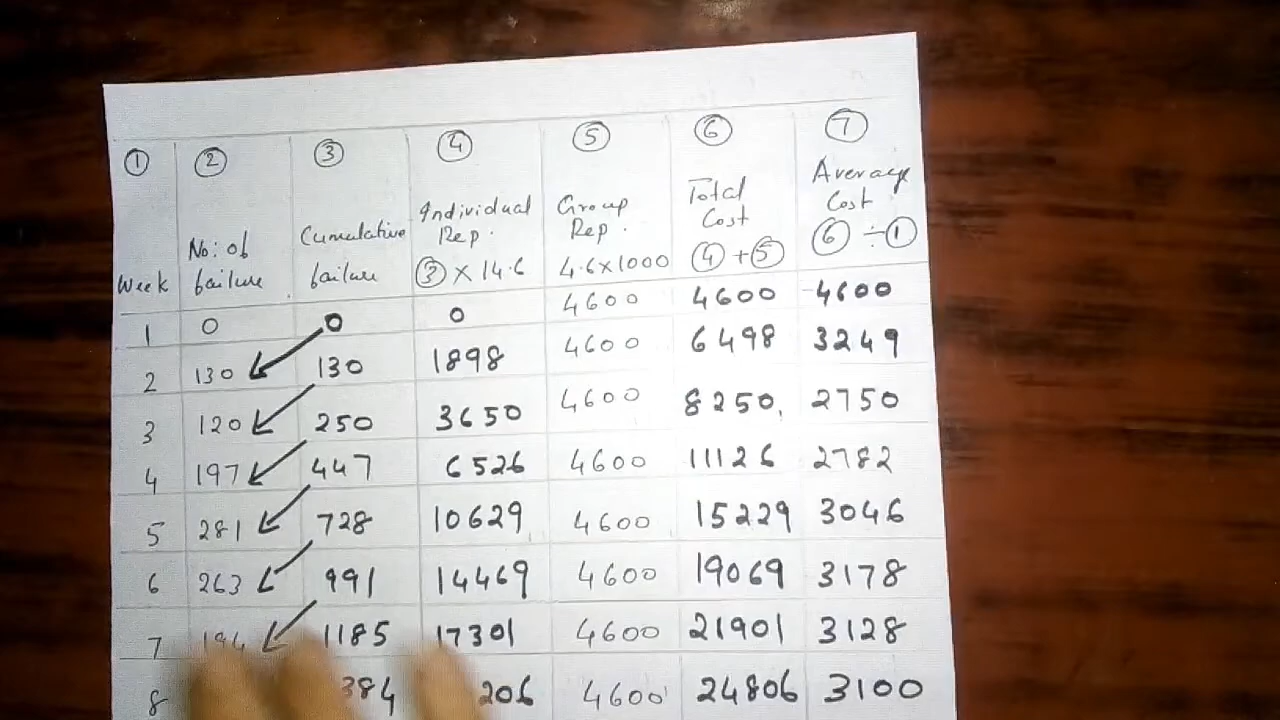 ① ② ③ ④ ⑤ ⑥ ⑦
Week No: of failure Cumulative failure Individual Rep. ③ × 14.6 Group Rep. 4.6×1000 Total Cost ④ + ⑤ Average Cost ⑥ ÷ ①
1 0 0 0 4600 4600 4600
2 130 130 1898 4600 6498 3249
3 120 250 3650 4600 8250 2750
4 197 447 6526 4600 11126 2782
5 281 728 10629 4600 15229 3046
6 263 991 14469 4600 19069 3178
7 1185 17301 4600 21901 3128
8 4600 24806 3100